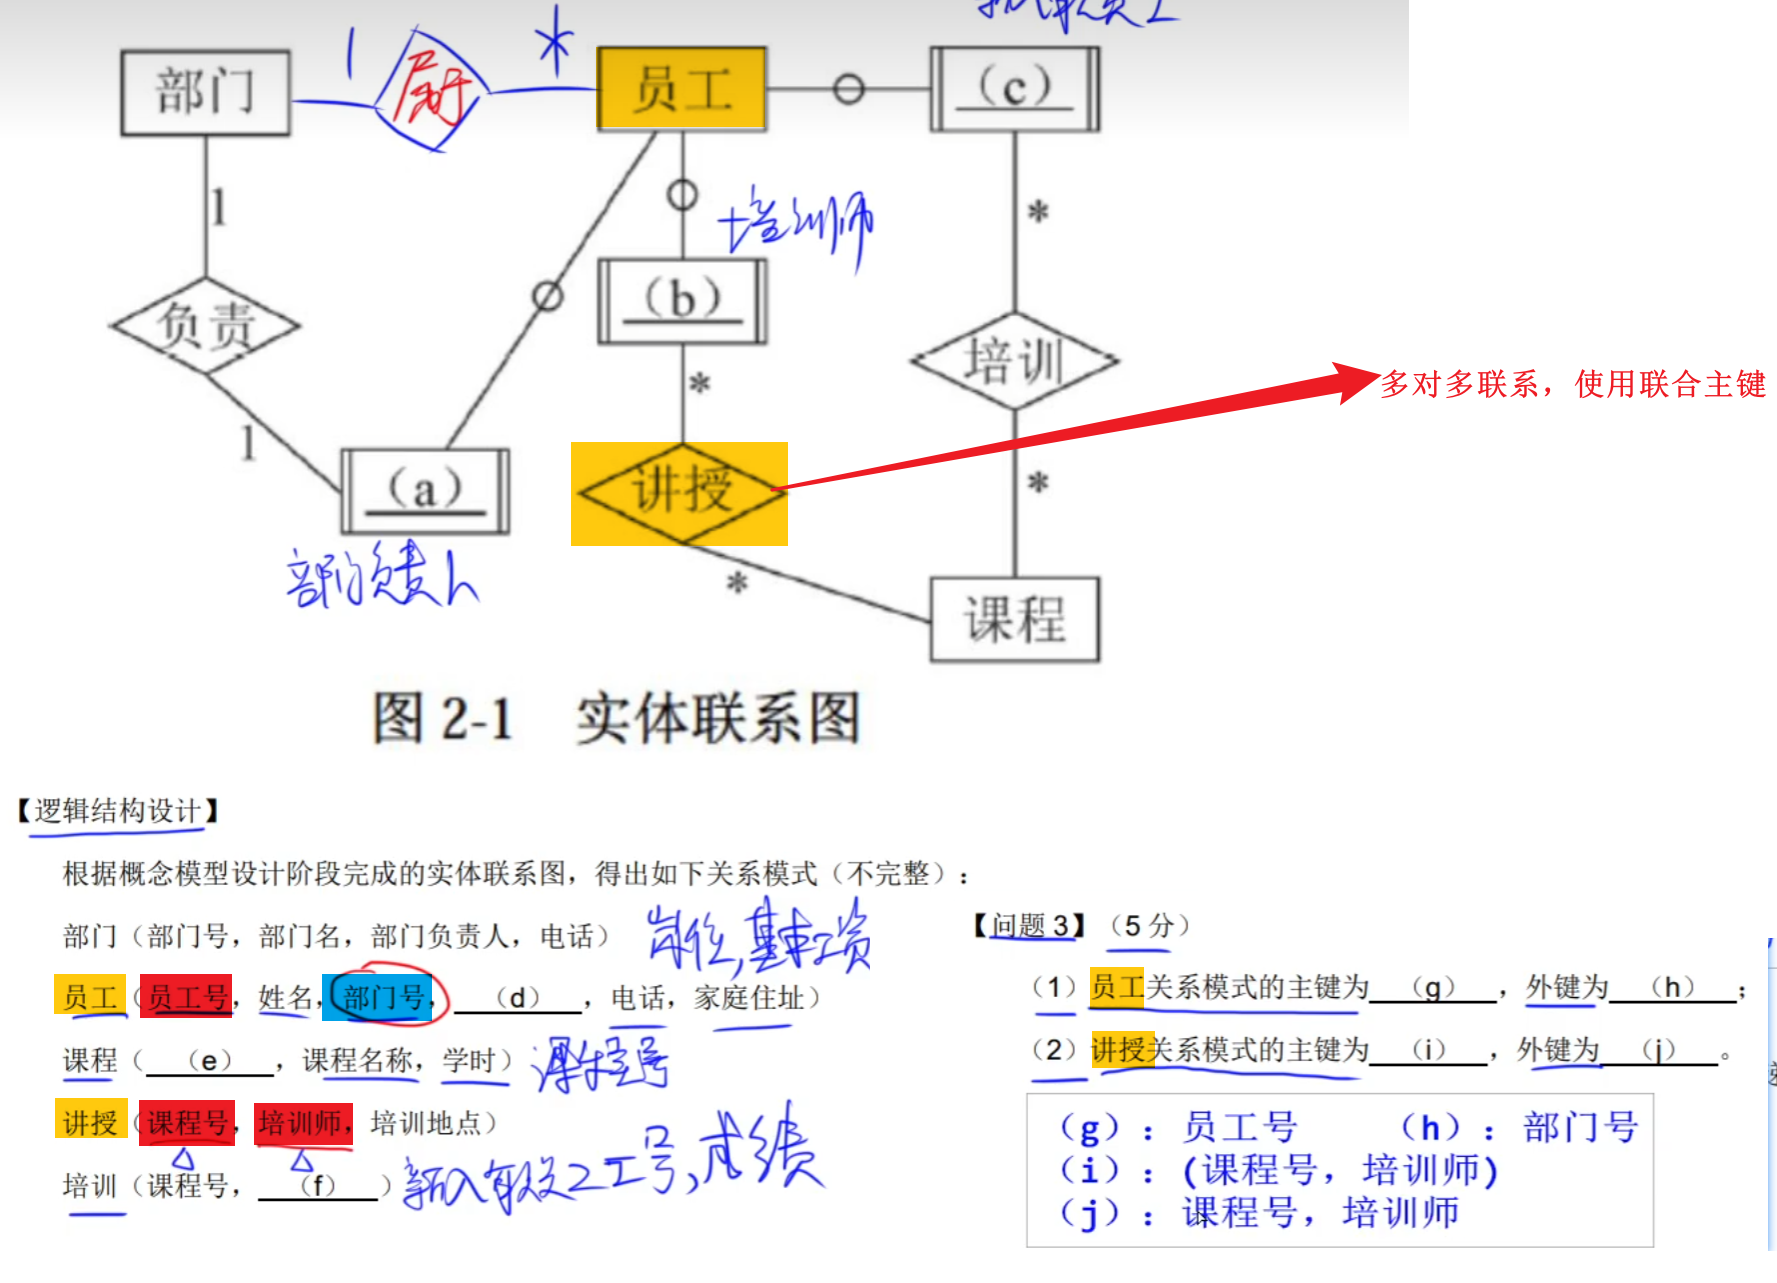 部门
1
属于
*
员工
(c)
1
培训师
(b)
*
负责
*
培训
多对多联系，使用联合主键
1
(a)
讲授
*
部门负责人
*
课程
图 2-1 实体联系图
【逻辑结构设计】
根据概念模型设计阶段完成的实体联系图，得出如下关系模式（不完整）：
部门（部门号，部门名，部门负责人，电话）
岗位，基本工资
员工（员工号，姓名，部门号，（d），电话，家庭住址）
课程（（e），课程名称，学时）
课程号
讲授（课程号，培训师，培训地点）
培训（课程号，（f））
工号，成绩
【问题 3】（5 分）
（1）员工关系模式的主键为（g），外键为（h）；
（2）讲授关系模式的主键为（i），外键为（j）。
（g）：员工号 （h）：部门号
（i）：(课程号，培训师)
（j）：课程号，培训师